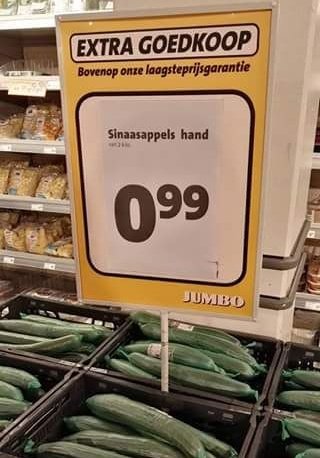 EXTRA GOEDKOOP
Bovenop onze laagsteprijsgarantie
Sinaasappels hand
0.99
JUMBO